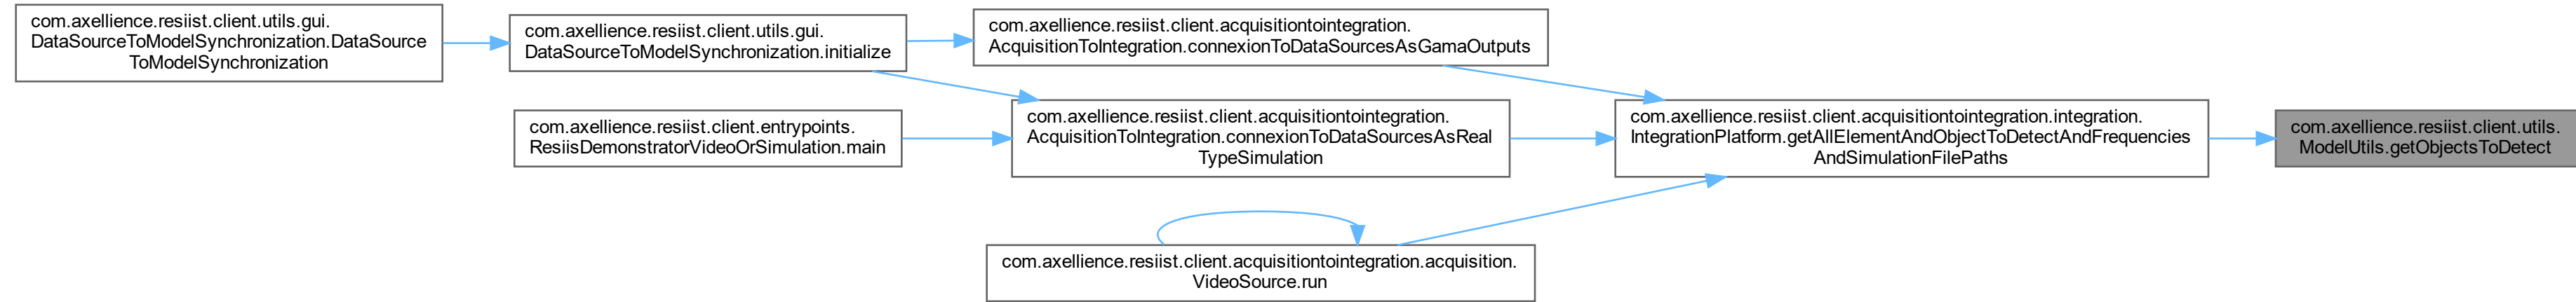 com.axellience.resiist.client.utils.gui.
DataSourceToModelSynchronization.DataSource
ToModelSynchronization
com.axellience.resiist.client.utils.gui.
DataSourceToModelSynchronization.initialize
com.axellience.resiist.client.acquisitiontointegration.
AcquisitionToIntegration.connexionToDataSourcesAsGamaOutputs
com.axellience.resiist.client.entrypoints.
ResiisDemonstratorVideoOrSimulation.main
com.axellience.resiist.client.acquisitiontointegration.
AcquisitionToIntegration.connexionToDataSourcesAsReal
TypeSimulation
com.axellience.resiist.client.acquisitiontointegration.integration.
IntegrationPlatform.getAllElementAndObjectToDetectAndFrequencies
AndSimulationFilePaths
com.axellience.resiist.client.utils.
ModelUtils.getObjectsToDetect
com.axellience.resiist.client.acquisitiontointegration.acquisition.
VideoSource.run